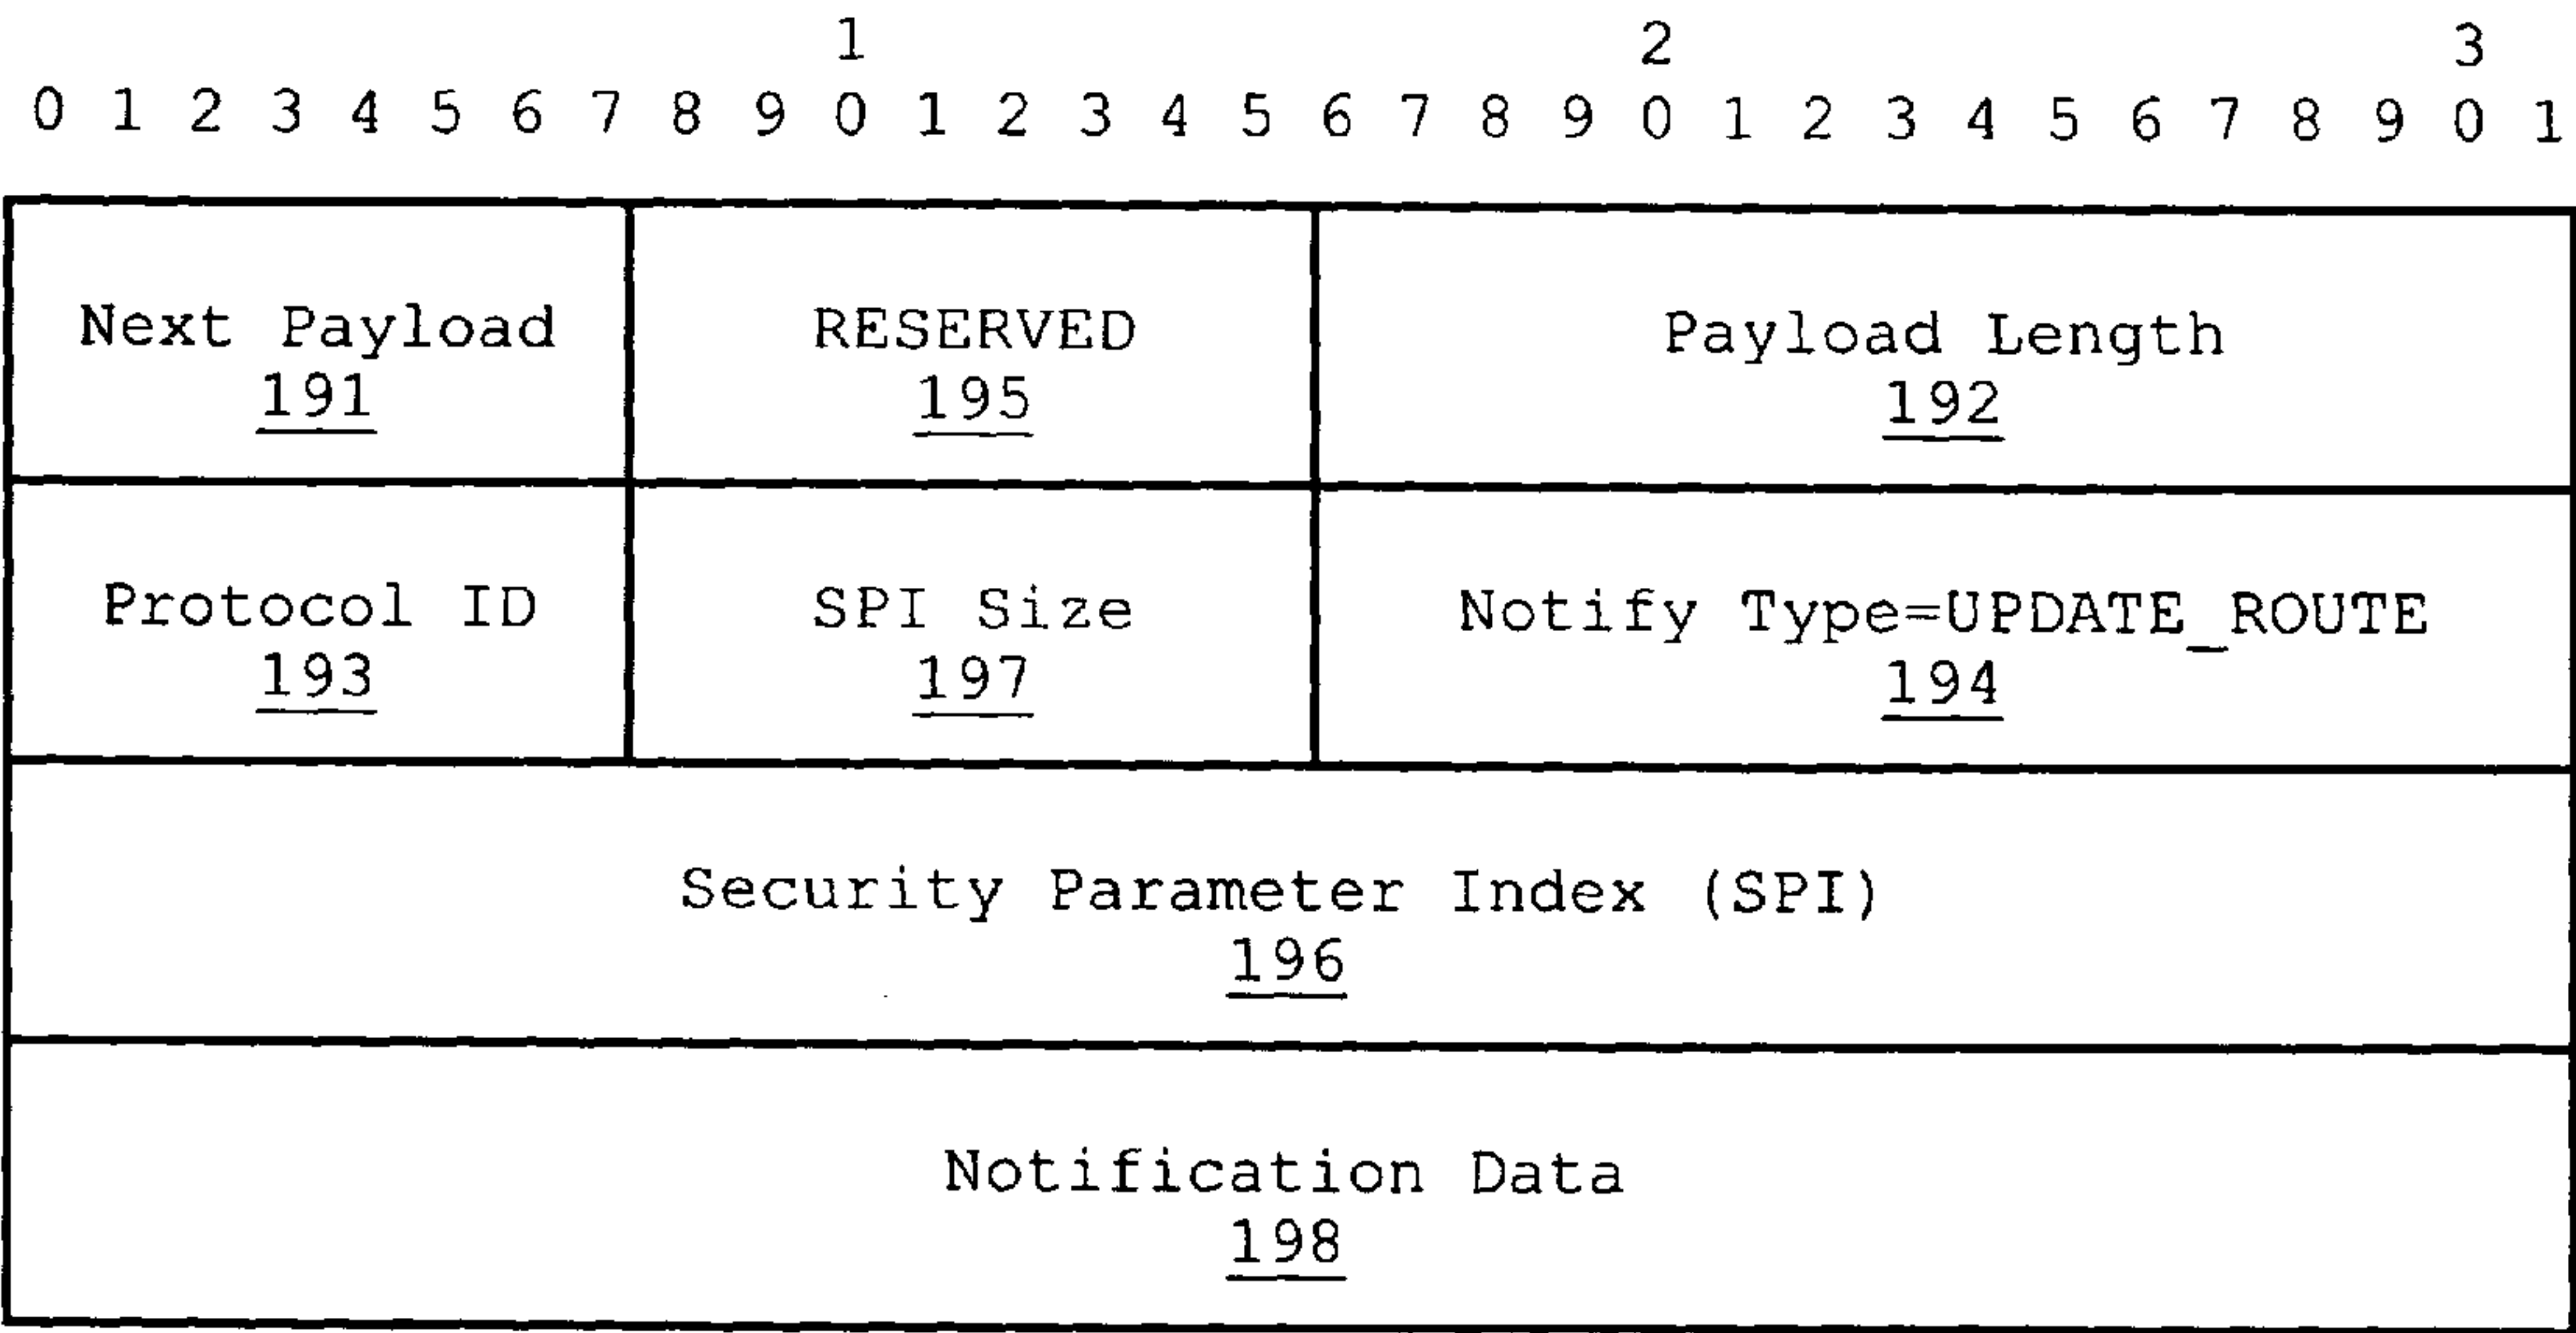 1 2 3
0 1 2 3 4 5 6 7 8 9 0 1 2 3 4 5 6 7 8 9 0 1 2 3 4 5 6 7 8 9 0 1
Next Payload RESERVED Payload Length
191 195 192
Protocol ID SPI Size Notify Type=UPDATE_ROUTE
193 197 194
Security Parameter Index (SPI)
196
Notification Data
198